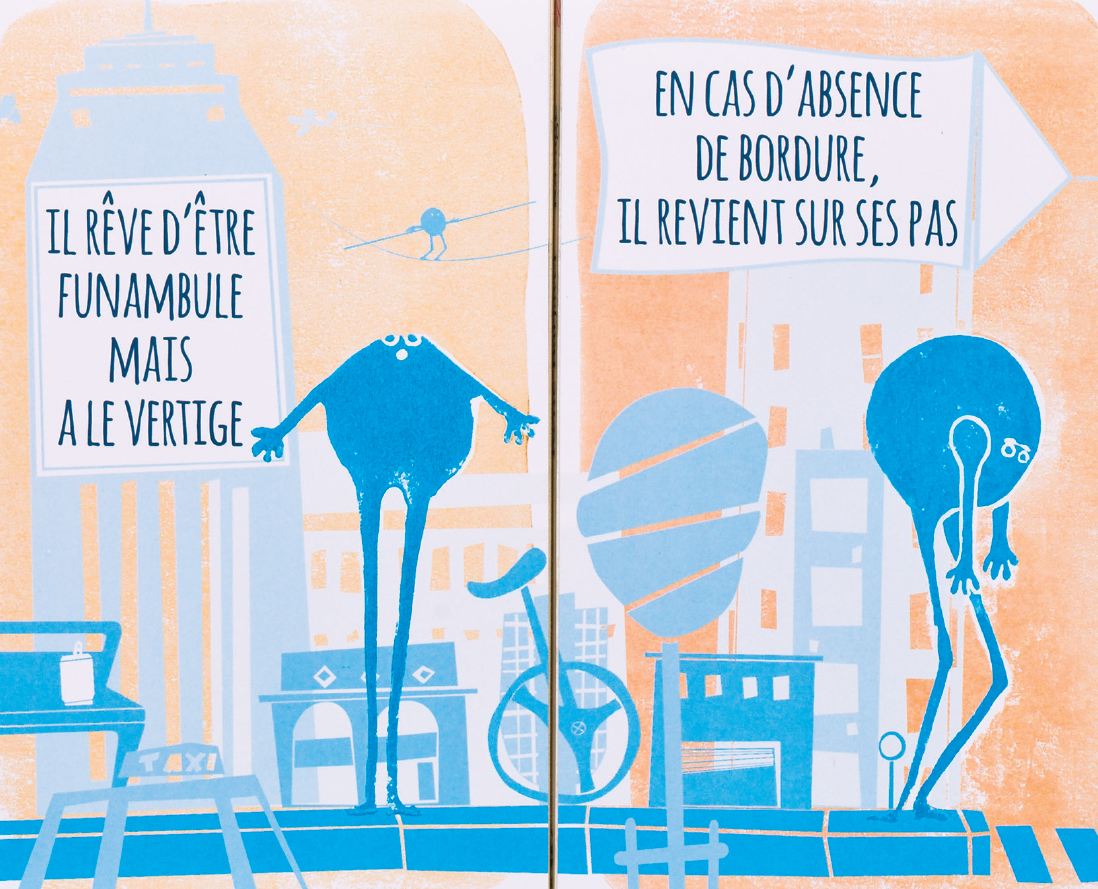 IL RÊVE D'ÊTRE
FUNAMBULE
MAIS
A LE VERTIGE
TAXI
EN CAS D'ABSENCE
DE BORDURE,
IL REVIENT SUR SES PAS